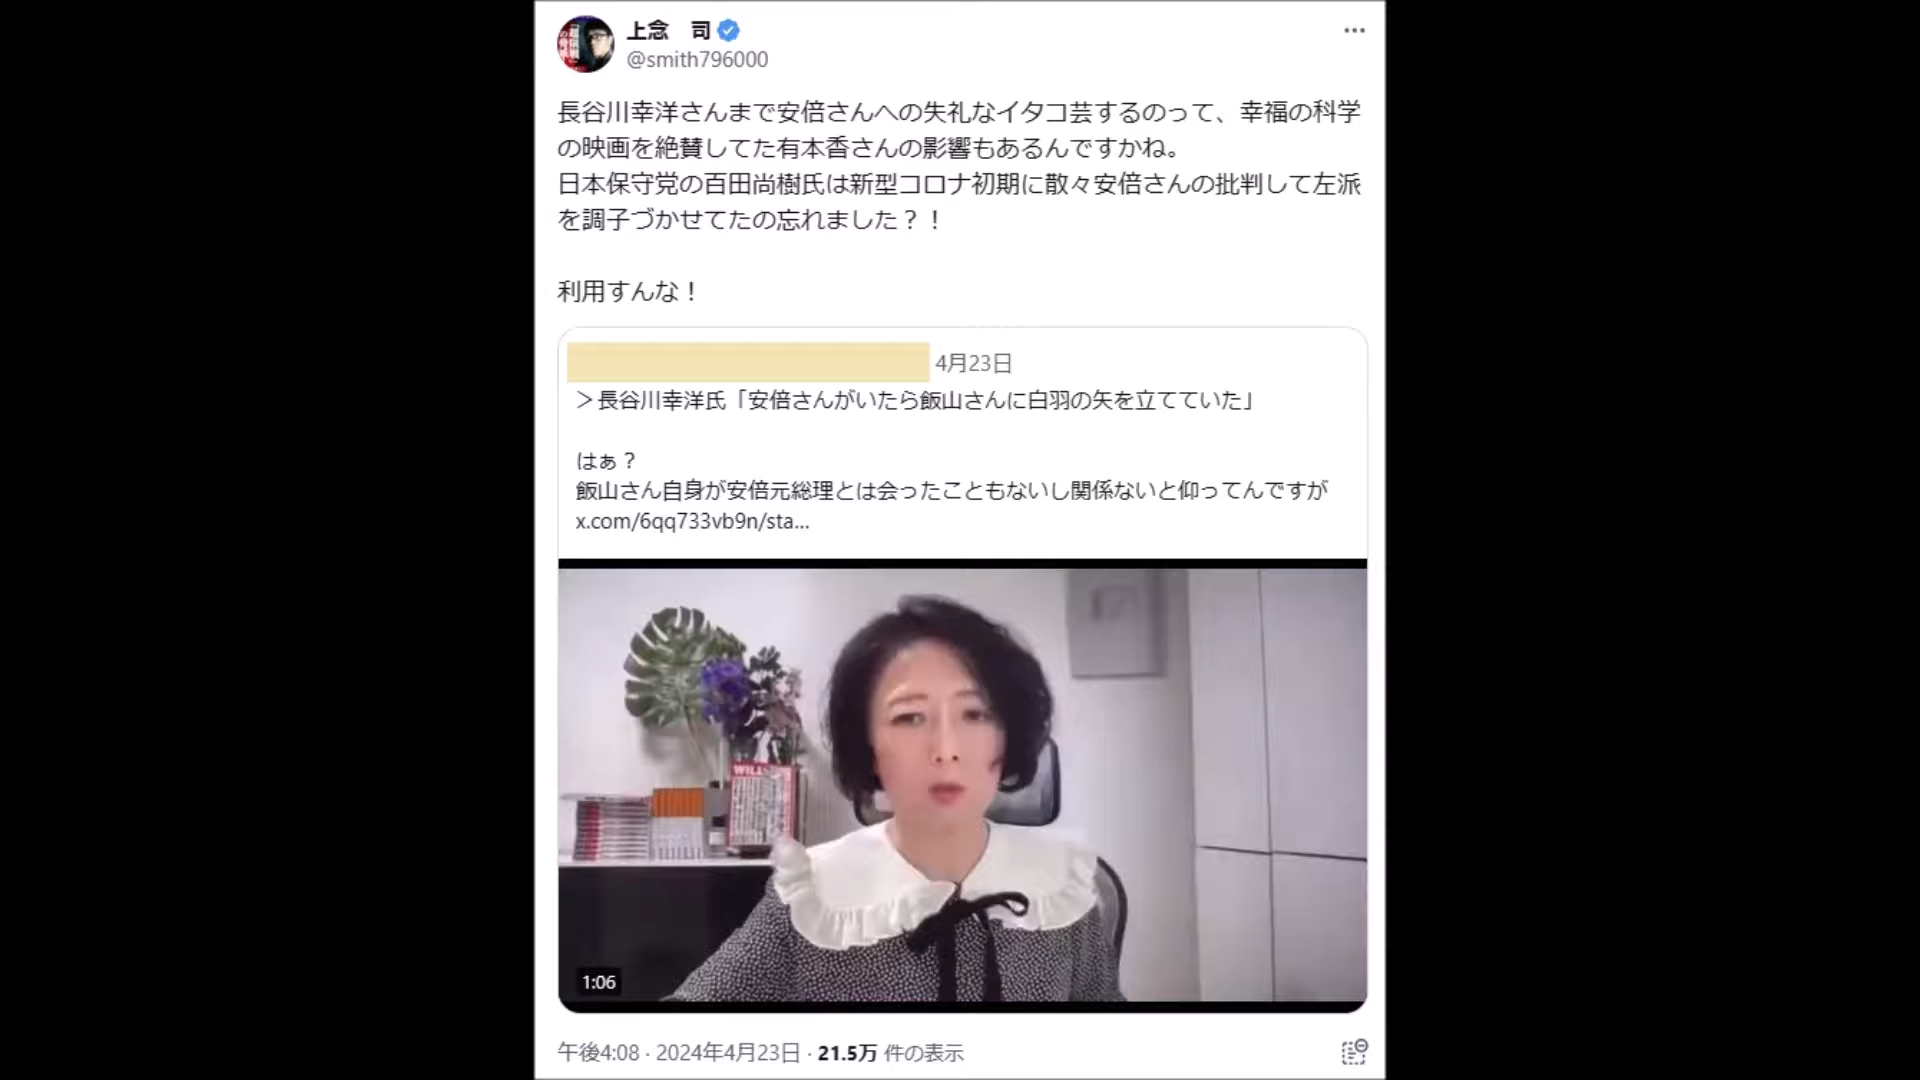 上念　司
@smith796000
長谷川幸洋さんまで安倍さんへの失礼なイタコ芸するのって、幸福の科学
の映画を絶賛してた有本香さんの影響もあるんですかね。
日本保守党の百田尚樹氏は新型コロナ初期に散々安倍さんの批判して左派
を調子づかせてたの忘れました？！
利用すんな！
4月23日
＞長谷川幸洋氏「安倍さんがいたら飯山さんに白羽の矢を立てていた」
はぁ？
飯山さん自身が安倍元総理とは会ったこともないし関係ないと仰ってんですが
x.com/6qq733vb9n/sta...
WILL
1:06
午後4:08 · 2024年4月23日 · 21.5万 件の表示